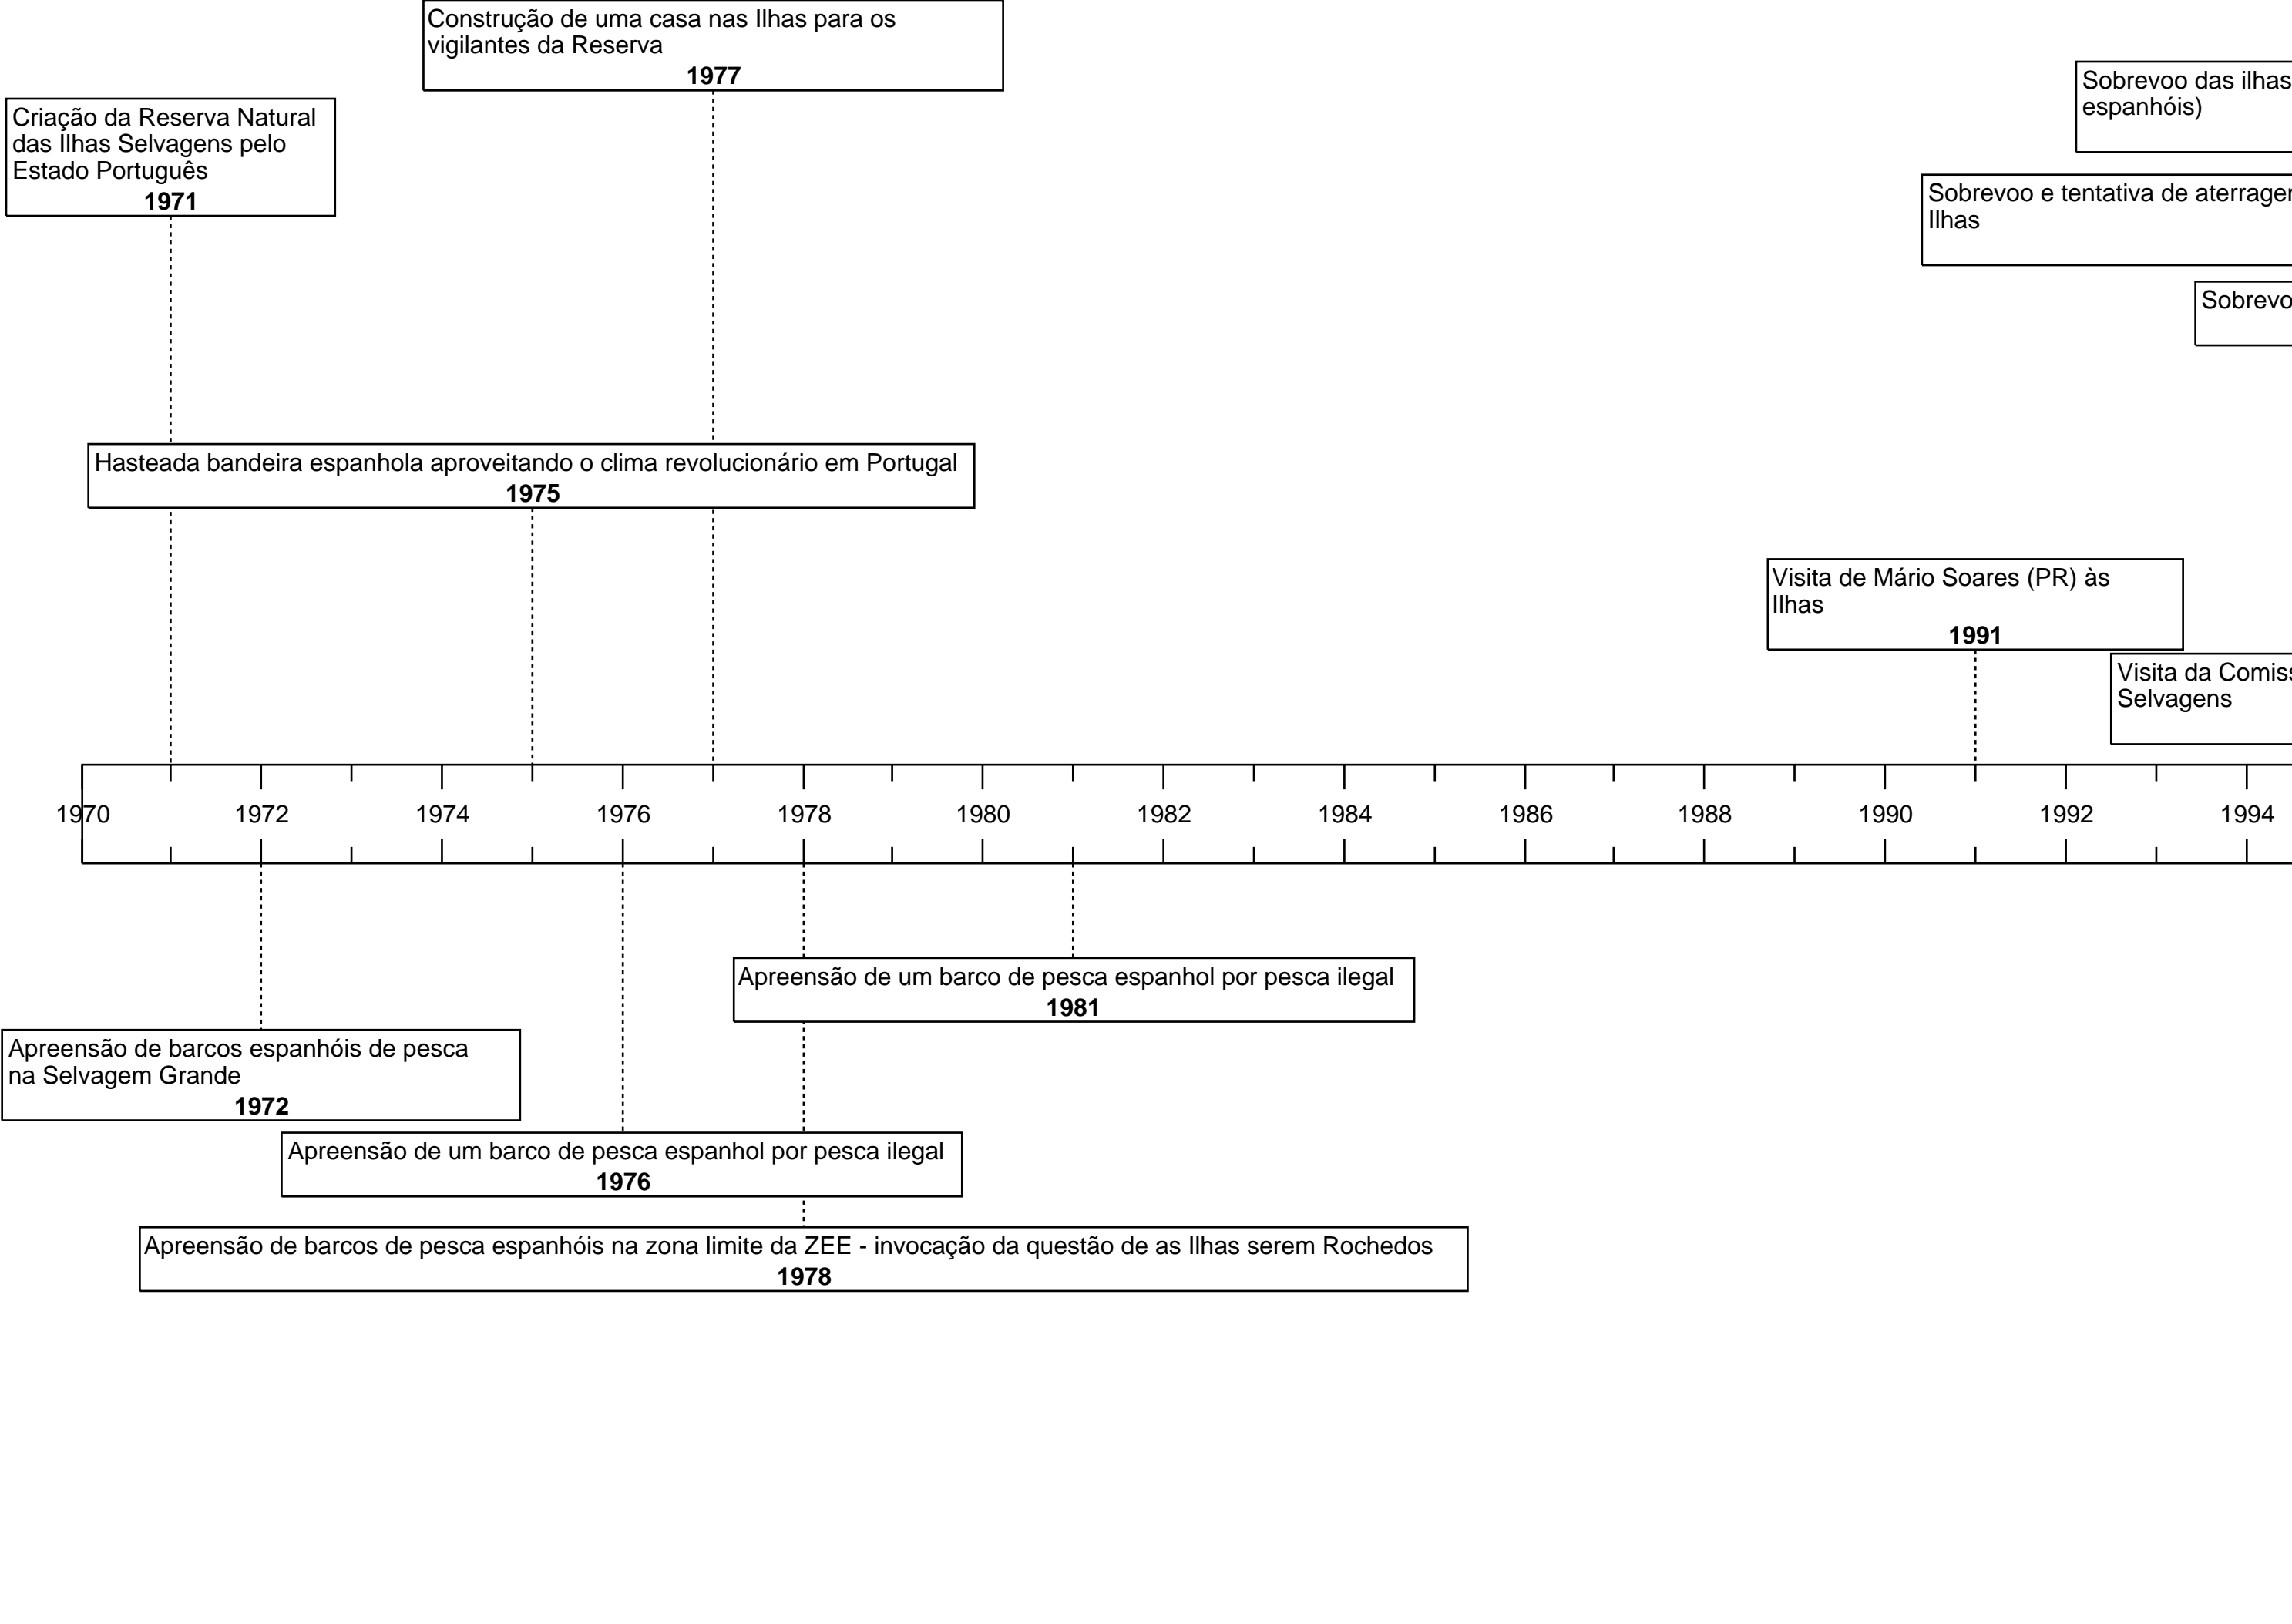 Construção de uma casa nas Ilhas para os
vigilantes da Reserva
1977
Sobrevoo das ilhas
espanhóis)
Criação da Reserva Natural
das Ilhas Selvagens pelo
Estado Português
1971
Sobrevoo e tentativa de
Ilhas
Hasteada bandeira espanhola aproveitando o clima revolucionário em Portugal
1975
Visita de Mário Soares (PR) às
Ilhas
1991
Visita da
Selvagens
1970 1972 1974 1976 1978 1980 1982 1984 1986 1988 1990 1992 1994
Apreensão de um barco de pesca espanhol por pesca ilegal
1981
Apreensão de barcos espanhóis de pesca
na Selvagem Grande
1972
Apreensão de um barco de pesca espanhol por pesca ilegal
1976
Apreensão de barcos de pesca espanhóis na zona limite da ZEE - invocação da questão de as Ilhas serem Rochedos
1978